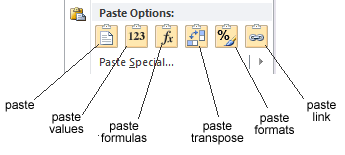 Paste Options:
123
fx
%
Paste Special...
paste
paste
values
paste
formulas
paste
transpose
paste
formats
paste
link